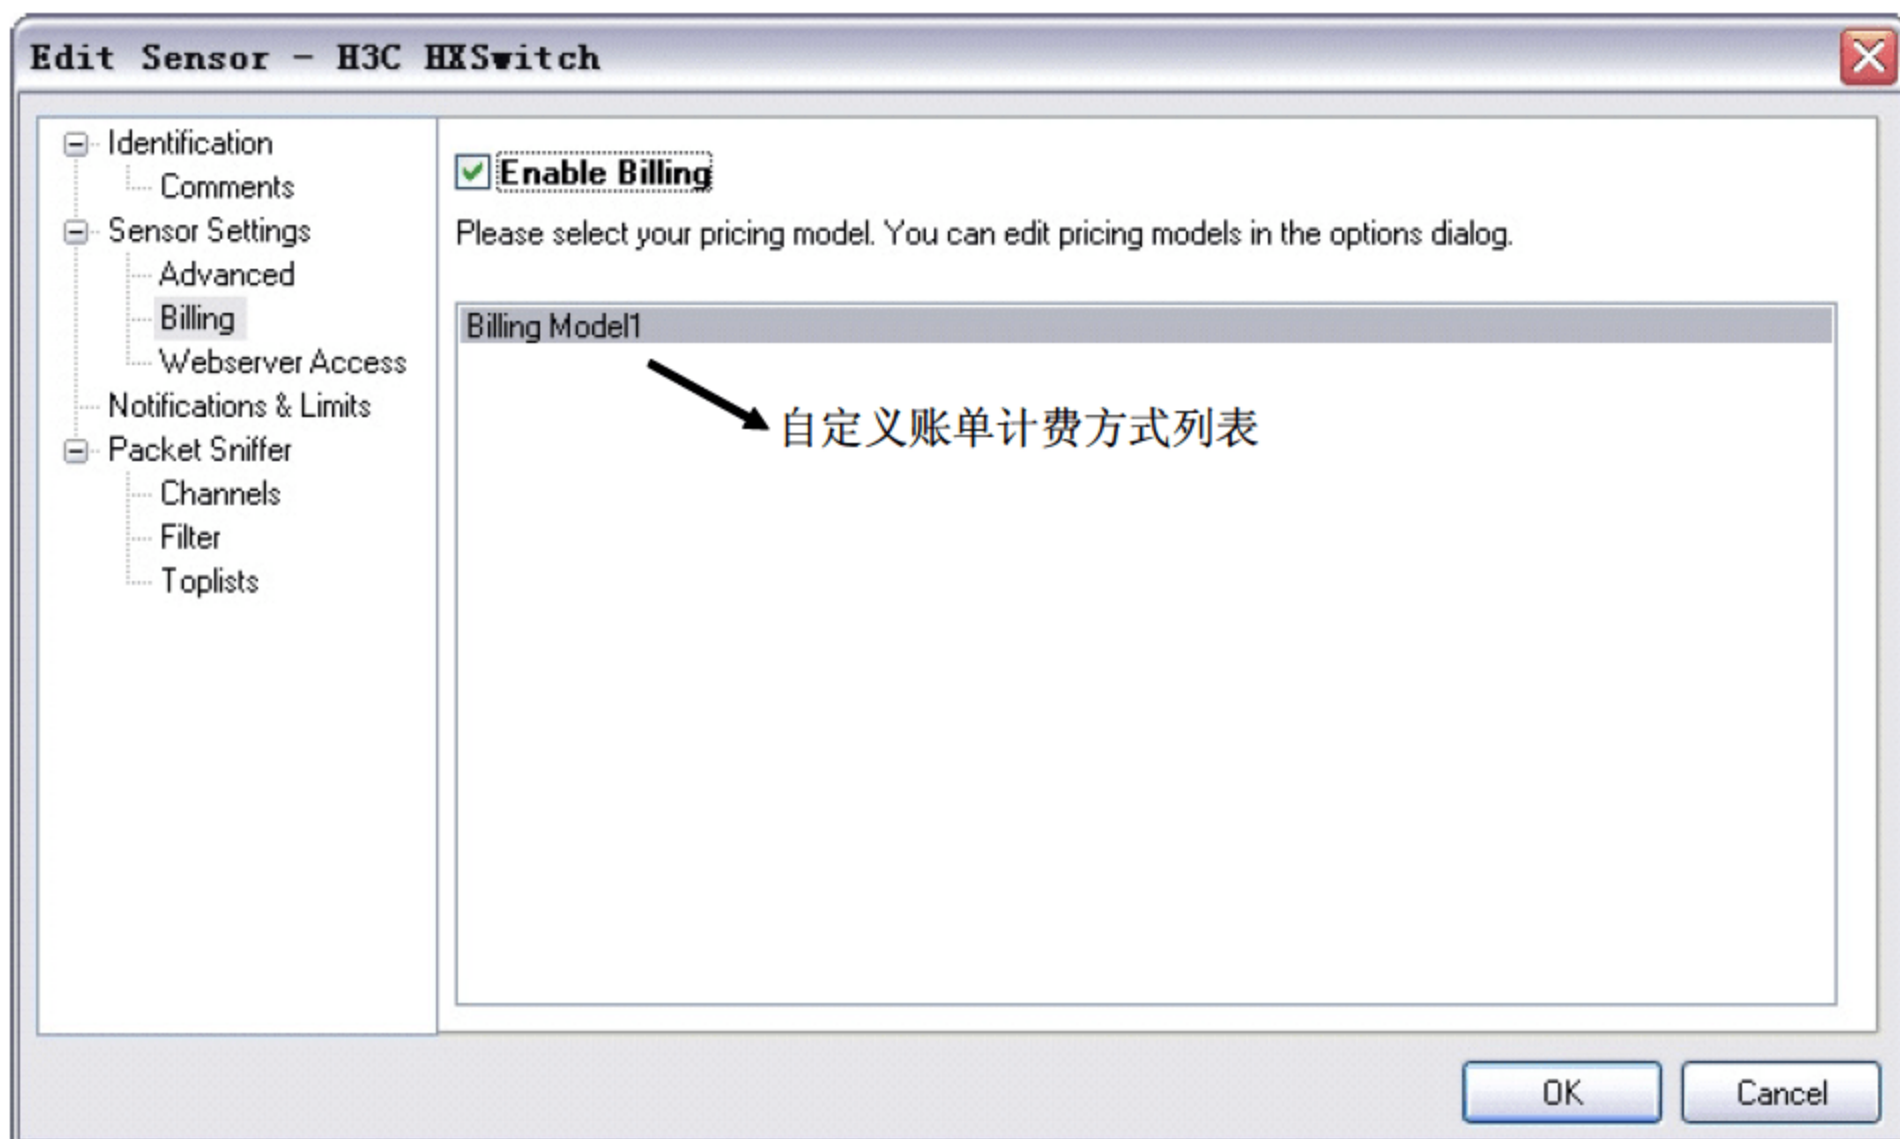 Edit Sensor - H3C HXSwitch
Identification
Comments
Sensor Settings
Advanced
Billing
Webserver Access
Notifications & Limits
Packet Sniffer
Channels
Filter
Toplists
Enable Billing
Please select your pricing model. You can edit pricing models in the options dialog.
Billing Model1
自定义账单计费方式列表
OK
Cancel